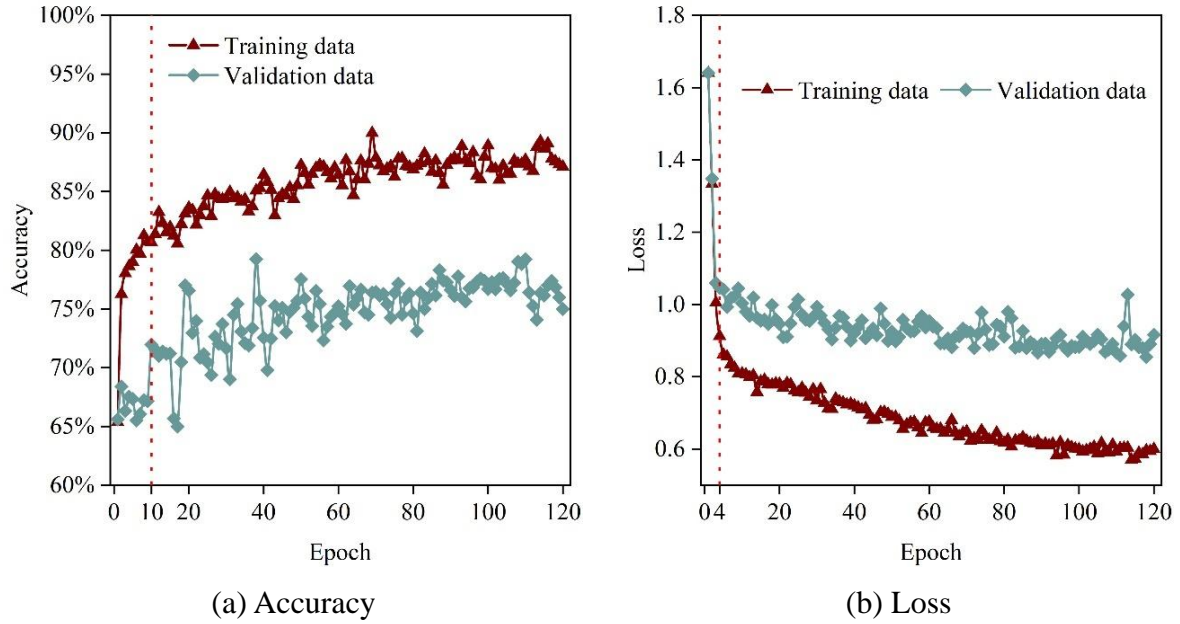 100%
95%
90%
85%
80%
75%
70%
65%
60%
Accuracy
Training data
Validation data
0 10 20 40 60 80 100 120
Epoch
(a) Accuracy
1.8
1.6
1.4
1.2
1.0
0.8
0.6
Loss
Training data Validation data
0 4 20 40 60 80 100 120
Epoch
(b) Loss